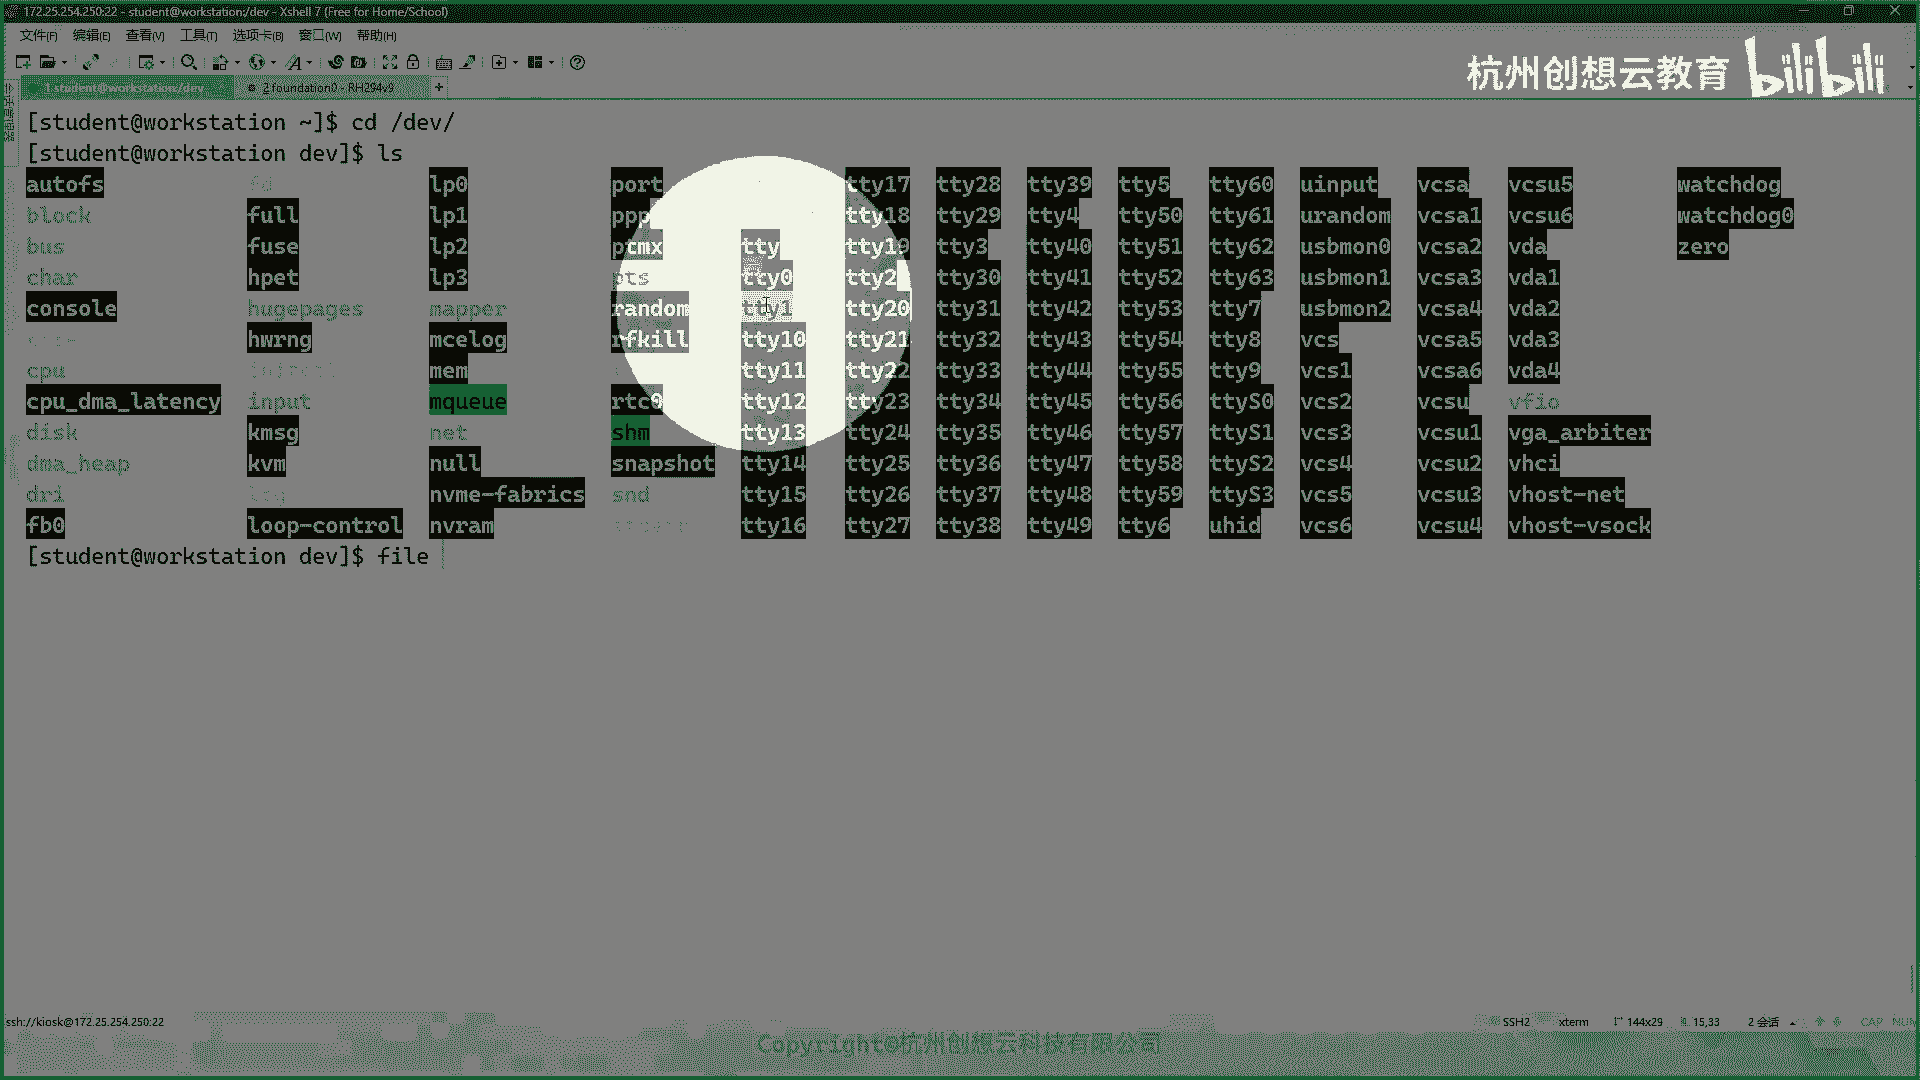 172.25.254.250:22 - student@workstation:/dev - Xshell 7 (Free for Home/School)
文件(F) 编辑(E) 查看(V) 工具(T) 选项卡(B) 窗口(W) 帮助(H)
杭州创想云教育 bilibili
1 student@workstation:/dev 2 foundation0 - RH294v9 +
[student@workstation ~]$ cd /dev/
[student@workstation dev]$ ls
autofs fd lp0 port tty17 tty28 tty39 tty5 tty60 uinput vcsa vcsu5 watchdog
block full lp1 ppp tty18 tty29 tty4 tty50 tty61 urandom vcsa1 vcsu6 watchdog0
bus fuse lp2 ptmx tty tty19 tty3 tty40 tty51 tty62 usbmon0 vcsa2 vda zero
char hpet lp3 pts tty0 tty2 tty30 tty41 tty52 tty63 usbmon1 vcsa3 vda1
console hugepages mapper random tty1 tty20 tty31 tty42 tty53 tty7 usbmon2 vcsa4 vda2
hwrng mcelog rfkill tty10 tty21 tty32 tty43 tty54 tty8 vcs vcsa5 vda3
cpu initctl mem tty11 tty22 tty33 tty44 tty55 tty9 vcs1 vcsa6 vda4
cpu_dma_latency input mqueue rtc0 tty12 tty23 tty34 tty45 tty56 ttyS0 vcs2 vcsu vfio
disk kmsg net shm tty13 tty24 tty35 tty46 tty57 ttyS1 vcs3 vcsu1 vga_arbiter
dma_heap kvm null snapshot tty14 tty25 tty36 tty47 tty58 ttyS2 vcs4 vcsu2 vhci
dri log nvme-fabrics snd tty15 tty26 tty37 tty48 tty59 ttyS3 vcs5 vcsu3 vhost-net
fb0 loop-control nvram tty16 tty27 tty38 tty49 tty6 uhid vcs6 vcsu4 vhost-vsock
[student@workstation dev]$ file
ssh://kiosk@172.25.254.250:22 SSH2 xterm 144x29 15,33 2 会话 CAP NUM
Copyright©杭州创想云科技有限公司